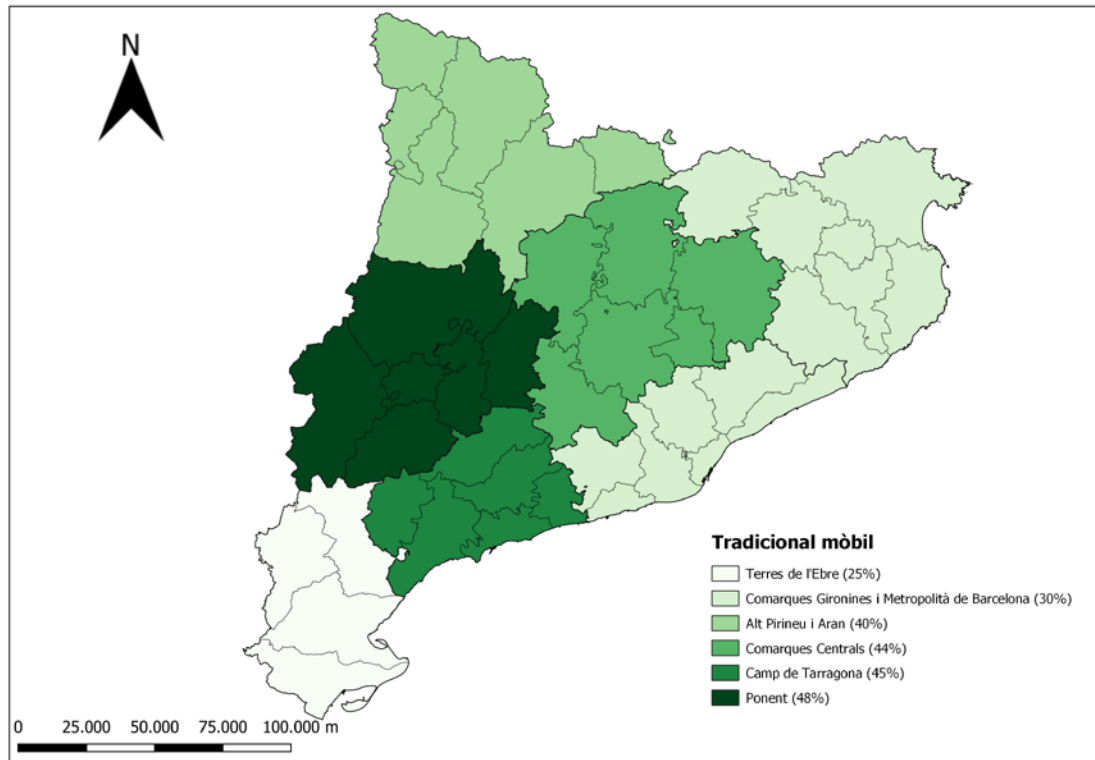 N
Tradicional mòbil
Terres de l'Ebre (25%)
Comarques Gironines i Metropolità de Barcelona (30%)
Alt Pirineu i Aran (40%)
Comarques Centrals (44%)
Camp de Tarragona (45%)
Ponent (48%)
0 25.000 50.000 75.000 100.000 m